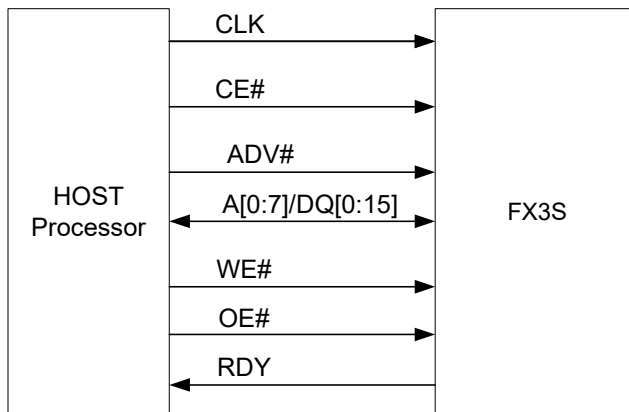 CLK
CE#
ADV#
A[0:7]/DQ[0:15]
HOST
Processor
FX3S
WE#
OE#
RDY